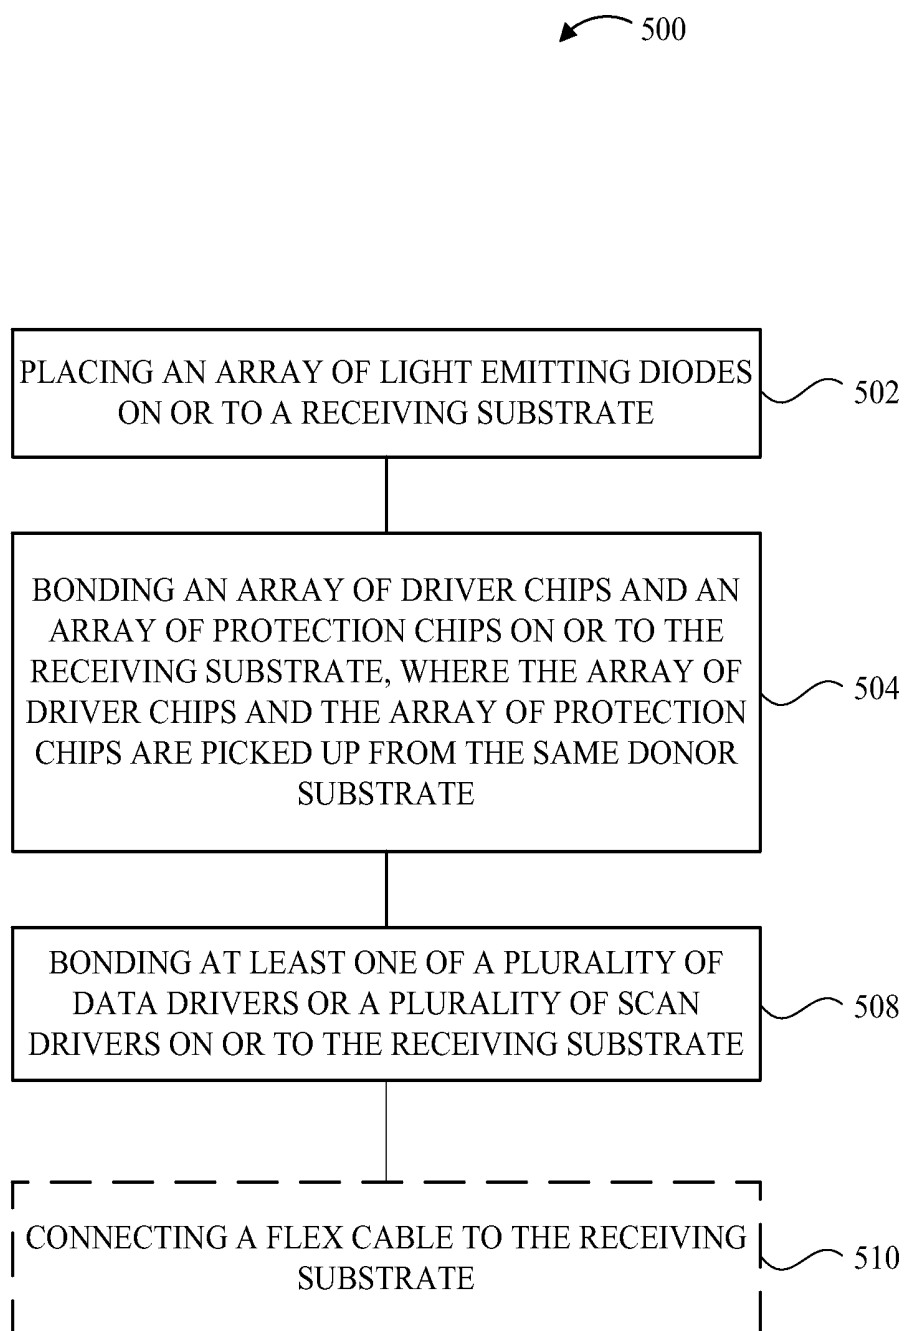 500
PLACING AN ARRAY OF LIGHT EMITTING DIODES
ON OR TO A RECEIVING SUBSTRATE
502
BONDING AN ARRAY OF DRIVER CHIPS AND AN
ARRAY OF PROTECTION CHIPS ON OR TO THE
RECEIVING SUBSTRATE, WHERE THE ARRAY OF
DRIVER CHIPS AND THE ARRAY OF PROTECTION
CHIPS ARE PICKED UP FROM THE SAME DONOR
SUBSTRATE
504
BONDING AT LEAST ONE OF A PLURALITY OF
DATA DRIVERS OR A PLURALITY OF SCAN
DRIVERS ON OR TO THE RECEIVING SUBSTRATE
508
CONNECTING A FLEX CABLE TO THE RECEIVING
SUBSTRATE
510